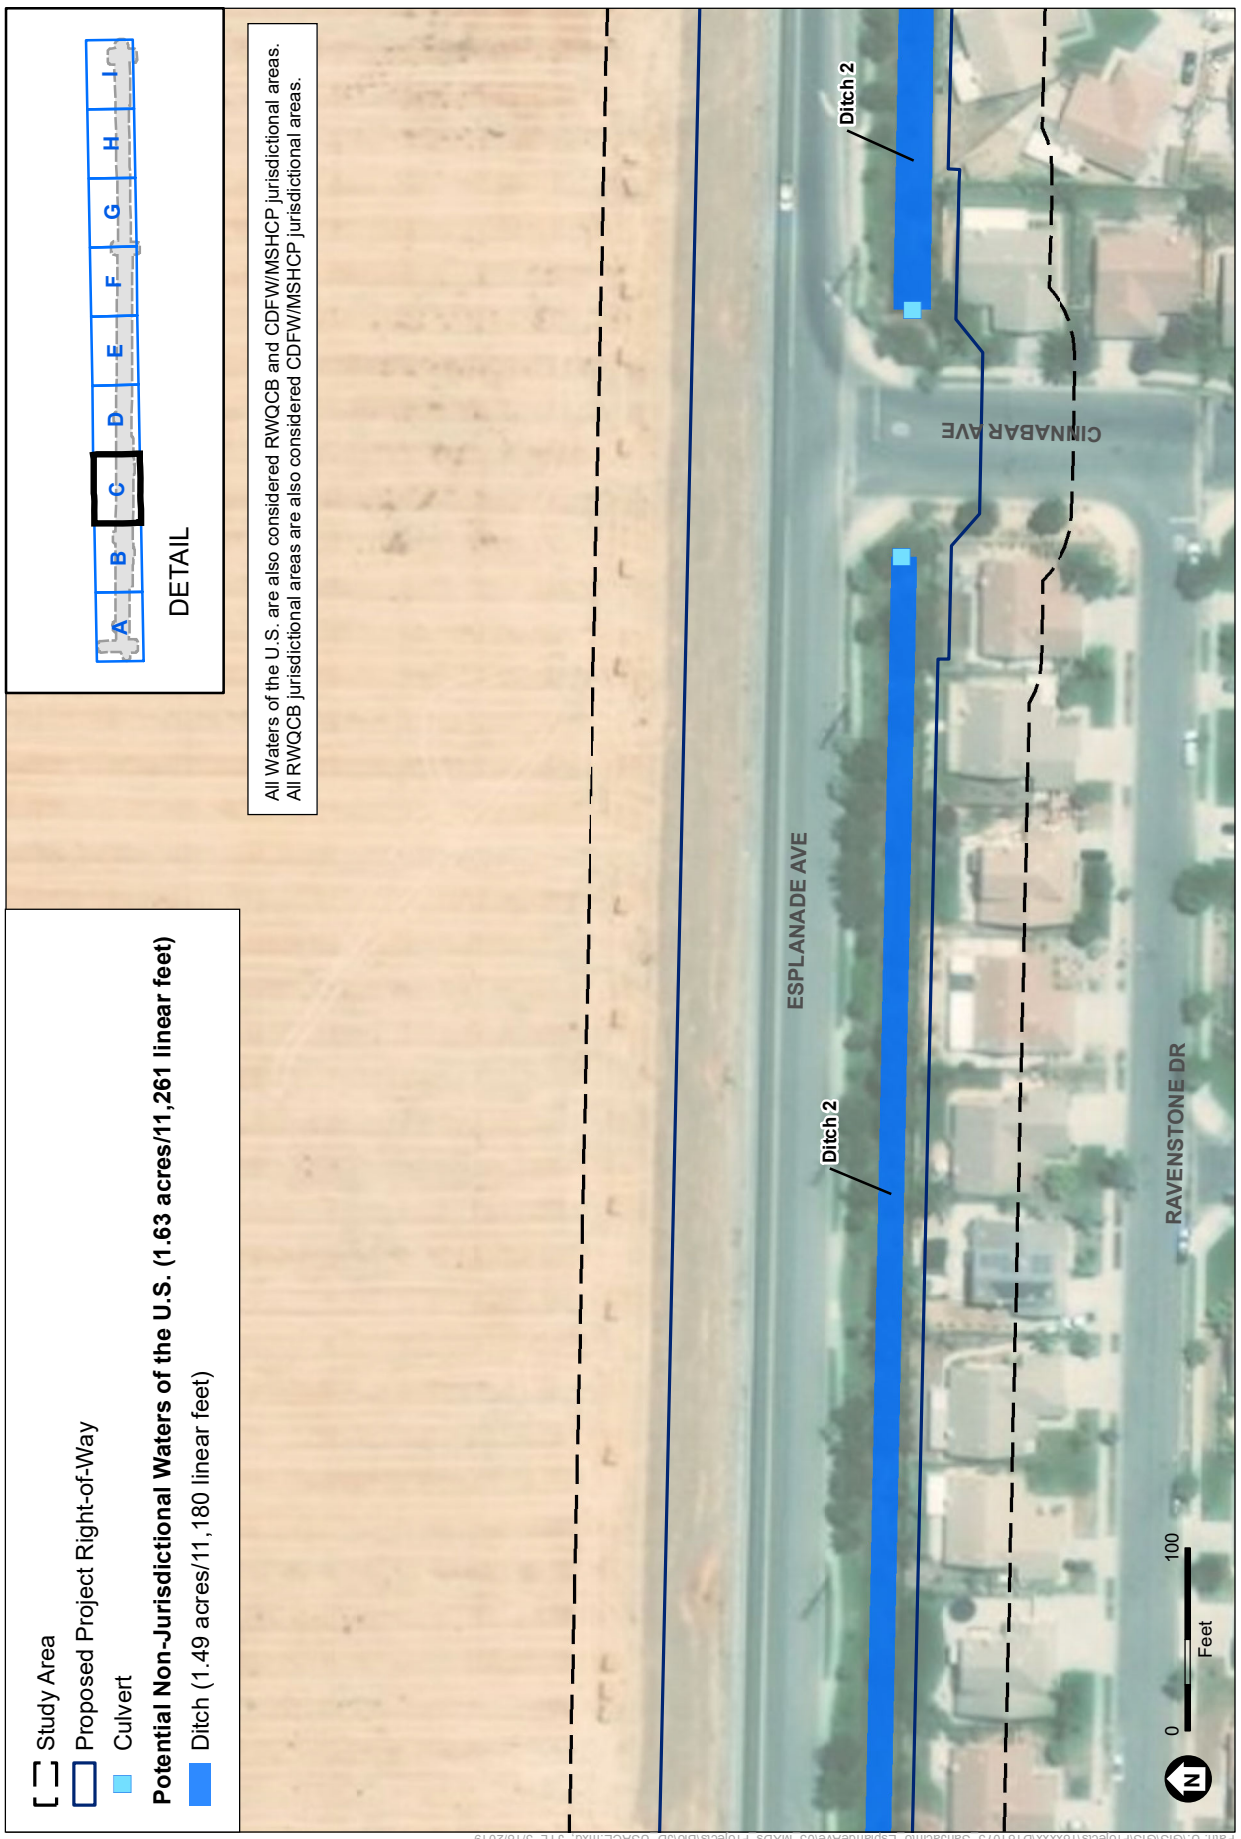 Study Area
Proposed Project Right-of-Way
Culvert
Potential Non-Jurisdictional Waters of the U.S. (1.63 acres/11,261 linear feet)
Ditch (1.49 acres/11,180 linear feet)
A B C D E F G H I
DETAIL
All Waters of the U.S. are also considered RWQCB and CDFW/MSHCP jurisdictional areas.
All RWQCB jurisdictional areas are also considered CDFW/MSHCP jurisdictional areas.
Ditch 2
ESPLANADE AVE
Ditch 2
CINNABAR AVE
RAVENSTONE DR
N
0 100
Feet